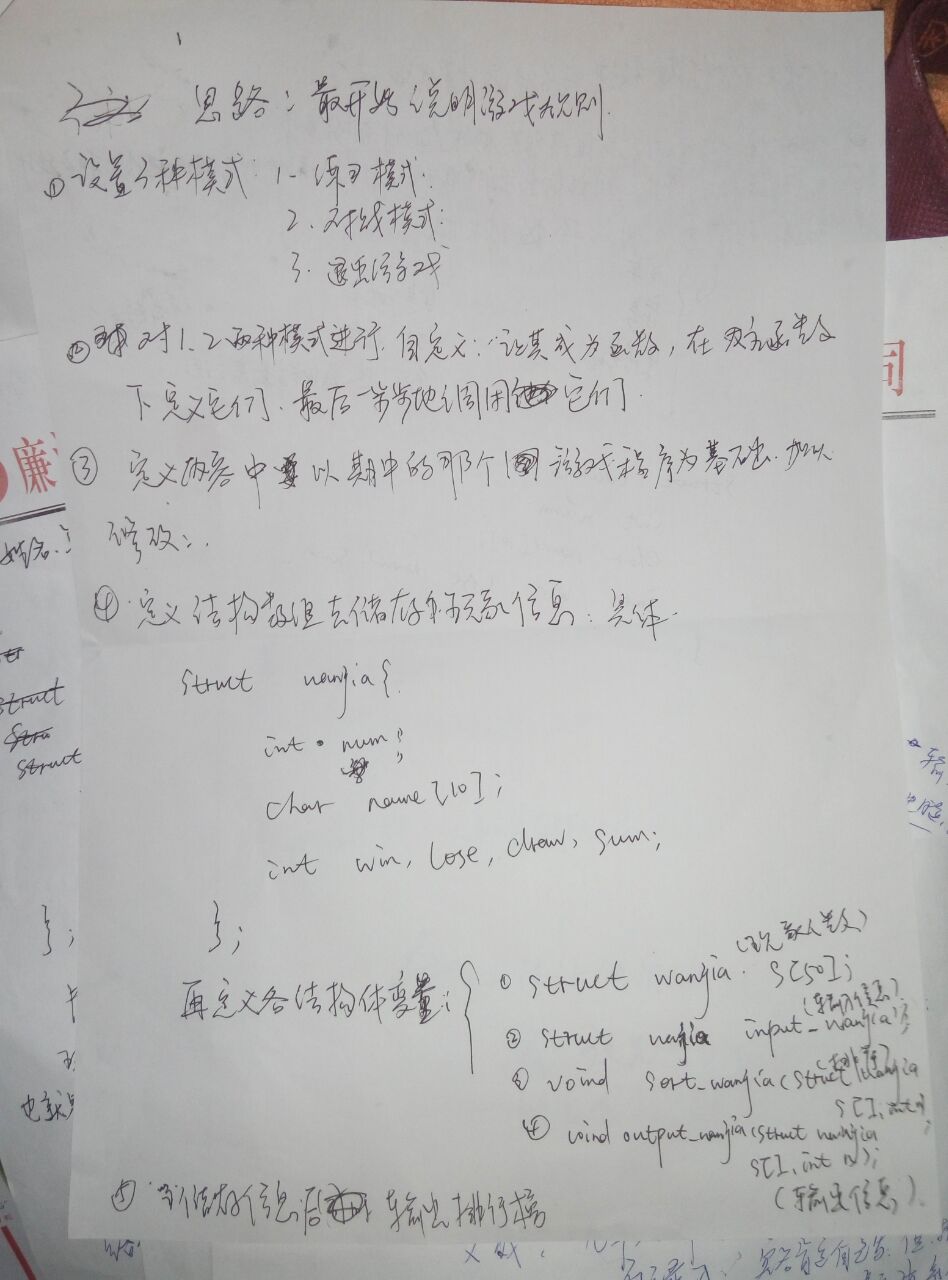 思路：最开始说明游戏规则.
①设置3种模式：1.练习模式.
2.对战模式.
3.退出游戏
② 对1、2两种模式进行自定义：让其成为函数，在主函数
下定义它们.最后一步步地调用它们.
③ 定义内容中以期中的那个游戏程序为基础.加以
修改：.
④ 定义结构数组去储存玩家信息：具体.
struct wanjia{
int num;
char name[10];
int win, lose, draw, sum;
};
再定义各结构体变量：
(玩家人数)
① struct wanjia s[50];
(输入信息)
② struct wanjia input_wanjia();
(排序)
③ voind sort_wanjia(struct wanjia
s[], int n);
④ voind output_wanjia(struct wanjia
s[], int n);
(输出信息).
⑤ 储存信息后 输出排行榜
廉
姓名:
struct
stru
struct
};
也就是
同